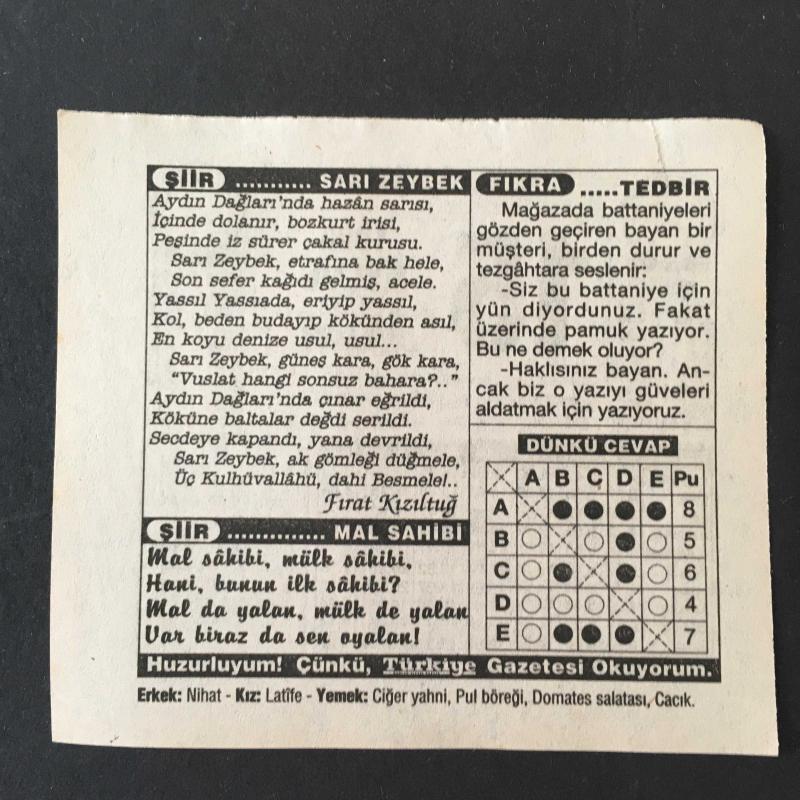 ŞİİR ........... SARI ZEYBEK
Aydın Dağları'nda hazân sarısı,
İçinde dolanır, bozkurt irisi,
Peşinde iz sürer çakal kurusu.
Sarı Zeybek, etrafına bak hele,
Son sefer kağıdı gelmiş, acele.
Yassıl Yassıada, eriyip yassıl,
Kol, beden budayıp kökünden asıl,
En koyu denize usul, usul...
Sarı Zeybek, güneş kara, gök kara,
"Vuslat hangi sonsuz bahara?.."
Aydın Dağları'nda çınar eğrildi,
Köküne baltalar değdi serildi.
Secdeye kapandı, yana devrildi,
Sarı Zeybek, ak gömleği düğmele,
Üç Kulhüvallâhü, dahi Besmele!..
Fırat Kızıltuğ
ŞİİR .............. MAL SAHİBİ
Mal sâhibi, mülk sâhibi,
Hani, bunun ilk sâhibi?
Mal da yalan, mülk de yalan
Var biraz da sen oyalan!
FIKRA .....TEDBİR
Mağazada battaniyeleri
gözden geçiren bayan bir
müşteri, birden durur ve
tezgâhtara seslenir:
-Siz bu battaniye için
yün diyordunuz. Fakat
üzerinde pamuk yazıyor.
Bu ne demek oluyor?
-Haklısınız bayan. An-
cak biz o yazıyı güveleri
aldatmak için yazıyoruz.
DÜNKÜ CEVAP
A B C D E Pu
A 8
B 5
C 6
D 4
E 7
Huzurluyum! Çünkü, Türkiye Gazetesi Okuyorum.
Erkek: Nihat - Kız: Latîfe - Yemek: Ciğer yahni, Pul böreği, Domates salatası, Cacık.